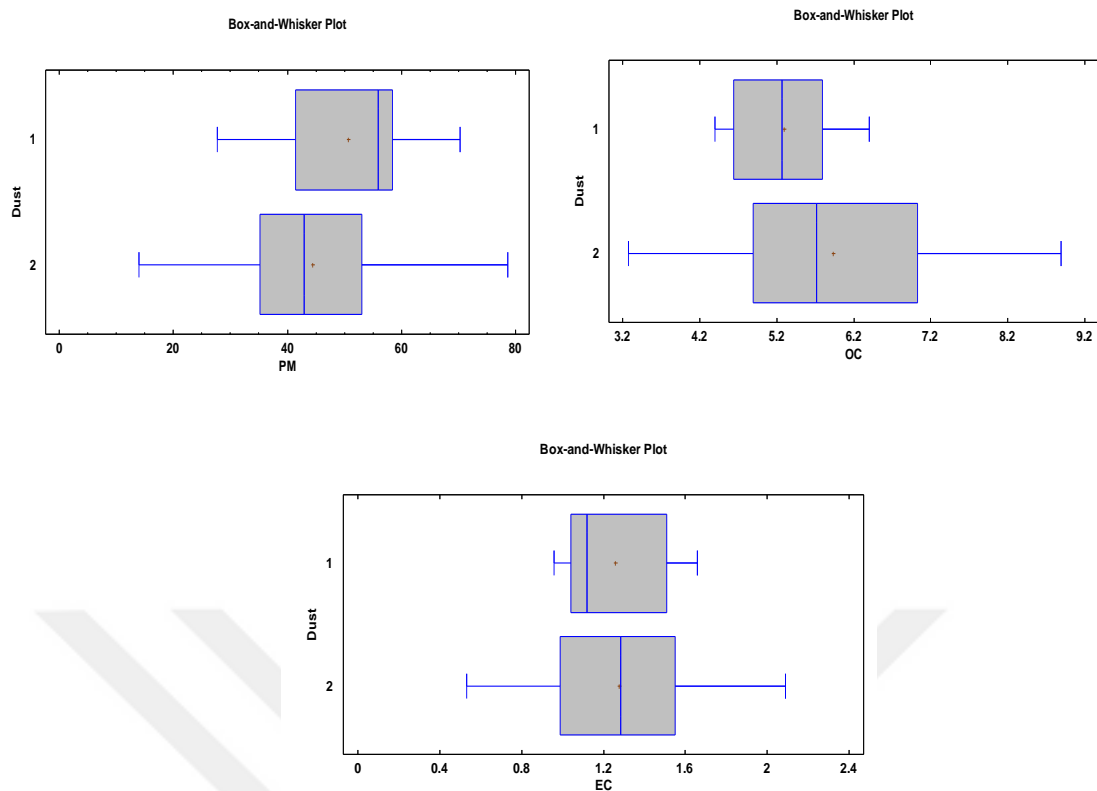 Box-and-Whisker Plot
1
2
Dust
0 20 40 60 80
PM
Box-and-Whisker Plot
1
2
Dust
3.2 4.2 5.2 6.2 7.2 8.2 9.2
OC
Box-and-Whisker Plot
1
2
Dust
0 0.4 0.8 1.2 1.6 2 2.4
EC